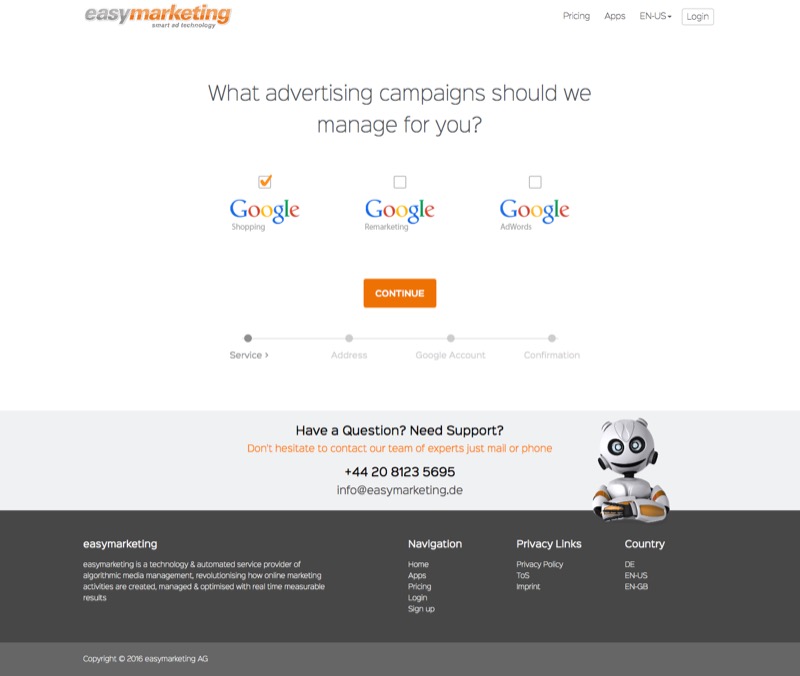 easymarketing
smart ad technology
Pricing Apps EN-US Login
What advertising campaigns should we
manage for you?
Google Google Google
Shopping Remarketing AdWords
CONTINUE
Service › Address Google Account Confirmation
Have a Question? Need Support?
Don't hesitate to contact our team of experts just mail or phone
+44 20 8123 5695
info@easymarketing.de
easymarketing
easymarketing is a technology & automated service provider of
algorithmic media management, revolutionising how online marketing
activities are created, managed & optimised with real time measurable
results
Navigation
Home
Apps
Pricing
Login
Sign up
Privacy Links
Privacy Policy
ToS
Imprint
Country
DE
EN-US
EN-GB
Copyright © 2016 easymarketing AG